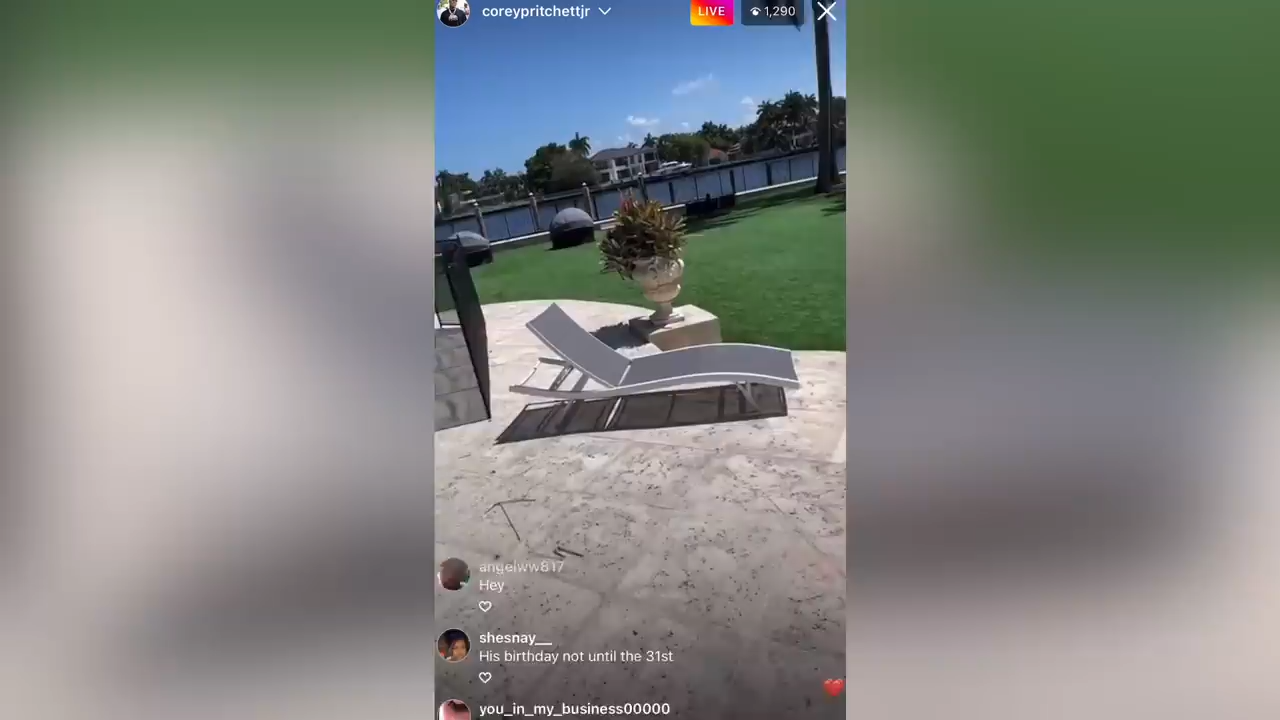 coreypritchettjr
LIVE
1,290
angelww817
Hey
shesnay__
His birthday not until the 31st
you_in_my_business00000